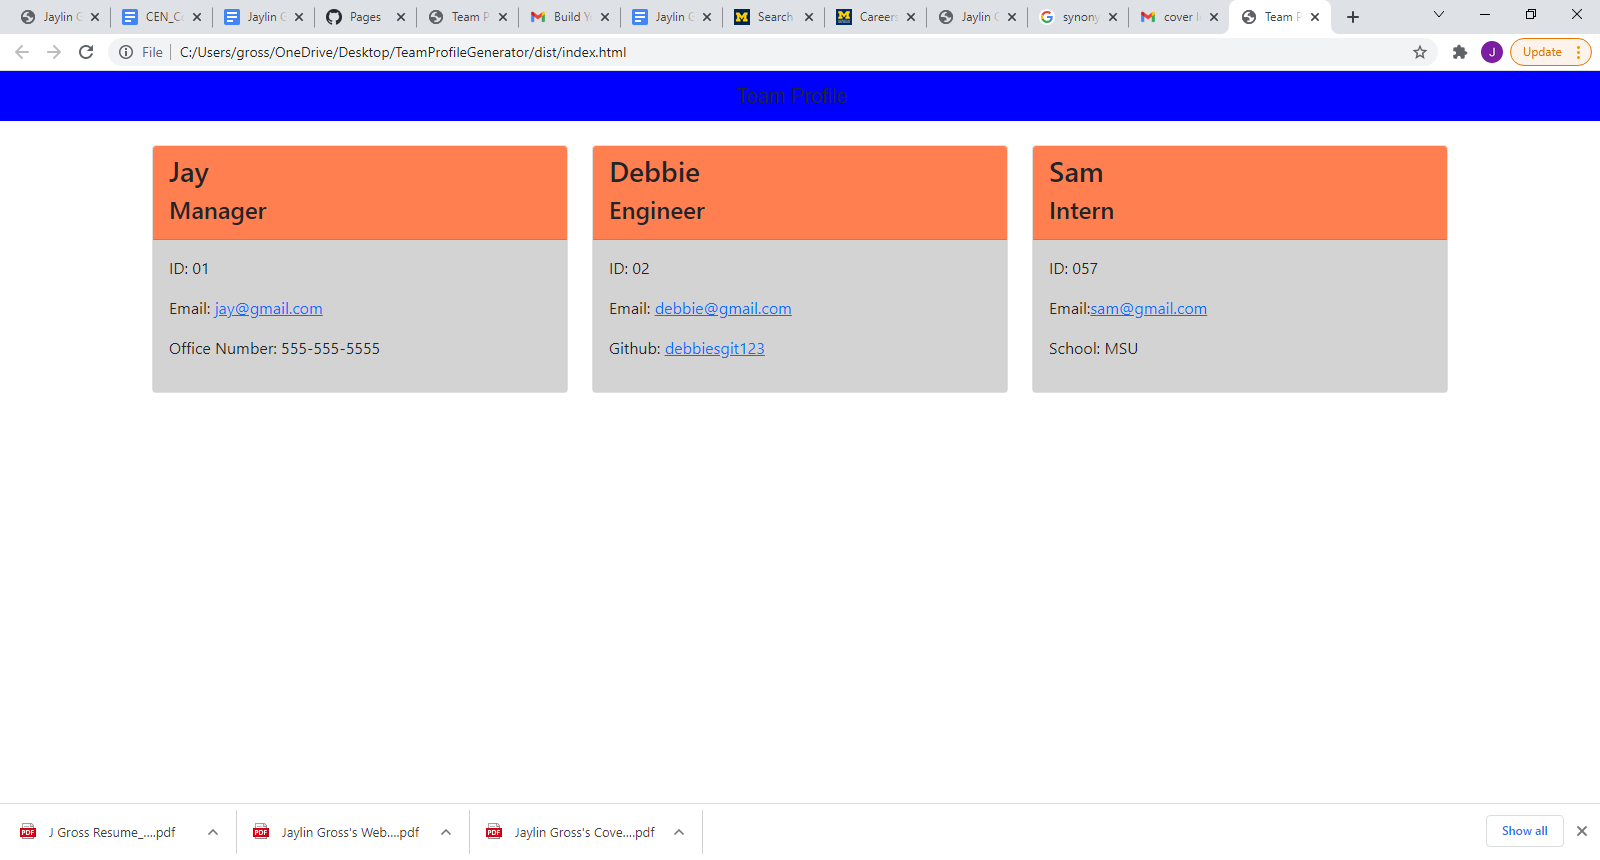 Jaylin G
CEN_Co
Jaylin G
Pages
Team P
Build Yo
Jaylin G
Search
Careers
Jaylin G
synony
cover l
Team P
File
C:/Users/gross/OneDrive/Desktop/TeamProfileGenerator/dist/index.html
J
Update
Team Profile
Jay
Manager
ID: 01
Email: jay@gmail.com
Office Number: 555-555-5555
Debbie
Engineer
ID: 02
Email: debbie@gmail.com
Github: debbiesgit123
Sam
Intern
ID: 057
Email:sam@gmail.com
School: MSU
J Gross Resume_....pdf
Jaylin Gross's Web....pdf
Jaylin Gross's Cove....pdf
Show all